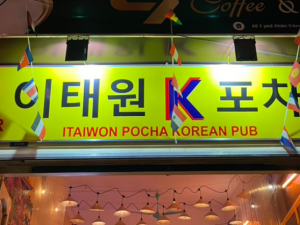 Coffee
이태원 K 포차
ITAIWON POCHA KOREAN PUB